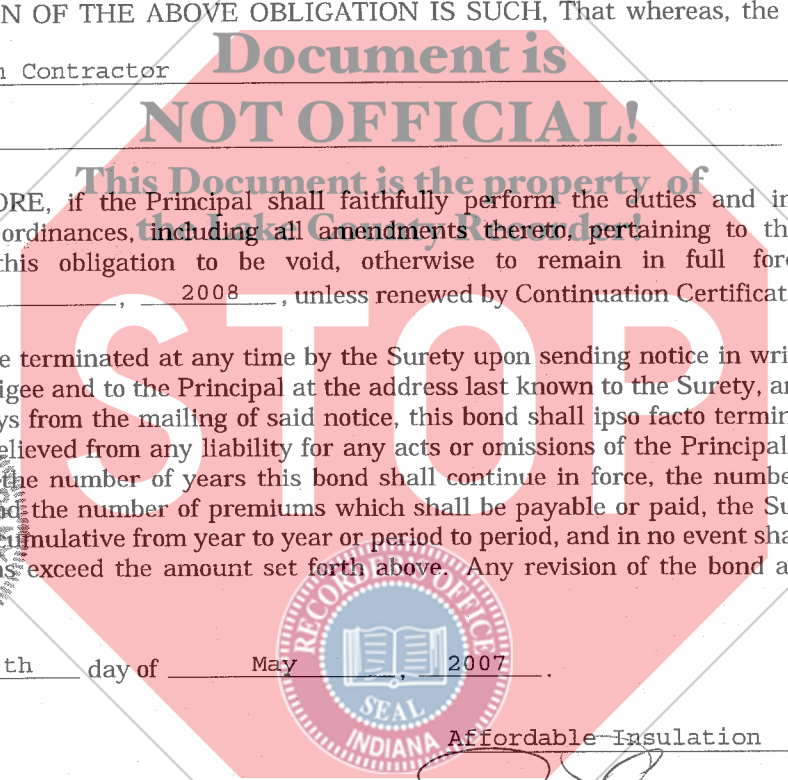 N OF THE ABOVE OBLIGATION IS SUCH, That whereas, the
Document is
n Contractor
NOT OFFICIAL!
This Document is the property of
ORE, if the Principal shall faithfully perform the duties and in
the Lake County Recorder!
ordinances, including all amendments thereto, pertaining to th
this obligation to be void, otherwise to remain in full forc
, 2008 , unless renewed by Continuation Certificat
STOP
e terminated at any time by the Surety upon sending notice in wri
igee and to the Principal at the address last known to the Surety, an
ys from the mailing of said notice, this bond shall ipso facto termin
elieved from any liability for any acts or omissions of the Principal
the number of years this bond shall continue in force, the numbe
nd the number of premiums which shall be payable or paid, the Su
cumulative from year to year or period to period, and in no event sha
ns exceed the amount set forth above. Any revision of the bond a
RECORDER'S OFFICE
SEAL
INDIANA
th day of May , 2007 .
Affordable Insulation